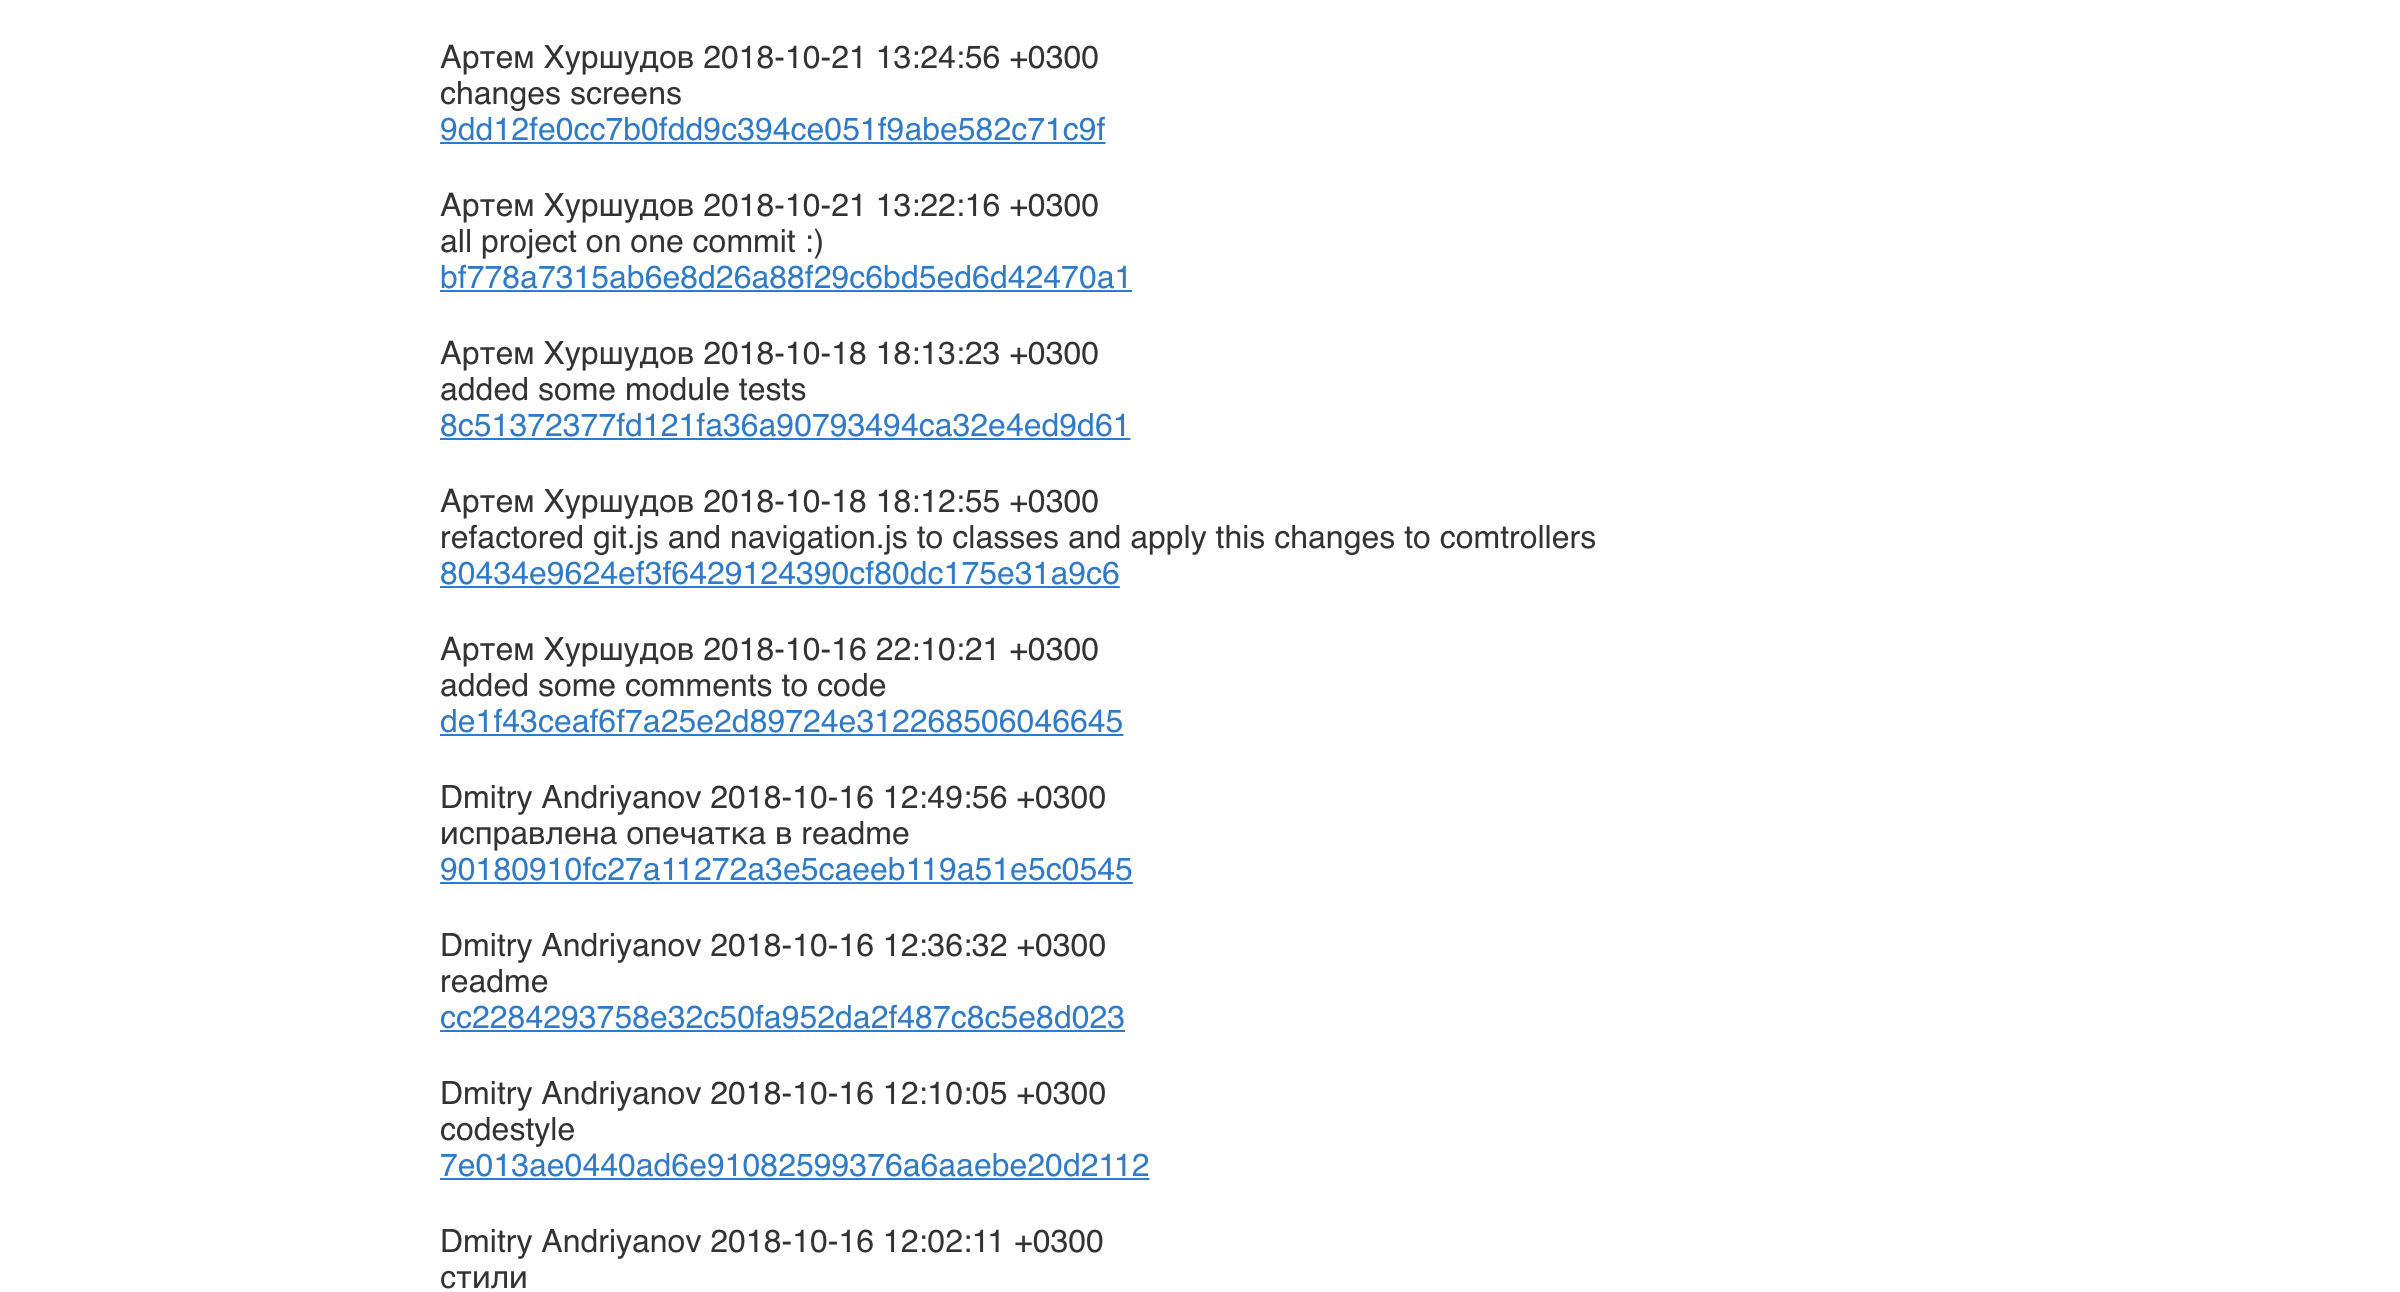 Артем Хуршудов 2018-10-21 13:24:56 +0300
changes screens
9dd12fe0cc7b0fdd9c394ce051f9abe582c71c9f
Артем Хуршудов 2018-10-21 13:22:16 +0300
all project on one commit :)
bf778a7315ab6e8d26a88f29c6bd5ed6d42470a1
Артем Хуршудов 2018-10-18 18:13:23 +0300
added some module tests
8c51372377fd121fa36a90793494ca32e4ed9d61
Артем Хуршудов 2018-10-18 18:12:55 +0300
refactored git.js and navigation.js to classes and apply this changes to comtrollers
80434e9624ef3f6429124390cf80dc175e31a9c6
Артем Хуршудов 2018-10-16 22:10:21 +0300
added some comments to code
de1f43ceaf6f7a25e2d89724e312268506046645
Dmitry Andriyanov 2018-10-16 12:49:56 +0300
исправлена опечатка в readme
90180910fc27a11272a3e5caeeb119a51e5c0545
Dmitry Andriyanov 2018-10-16 12:36:32 +0300
readme
cc2284293758e32c50fa952da2f487c8c5e8d023
Dmitry Andriyanov 2018-10-16 12:10:05 +0300
codestyle
7e013ae0440ad6e91082599376a6aaebe20d2112
Dmitry Andriyanov 2018-10-16 12:02:11 +0300
стили